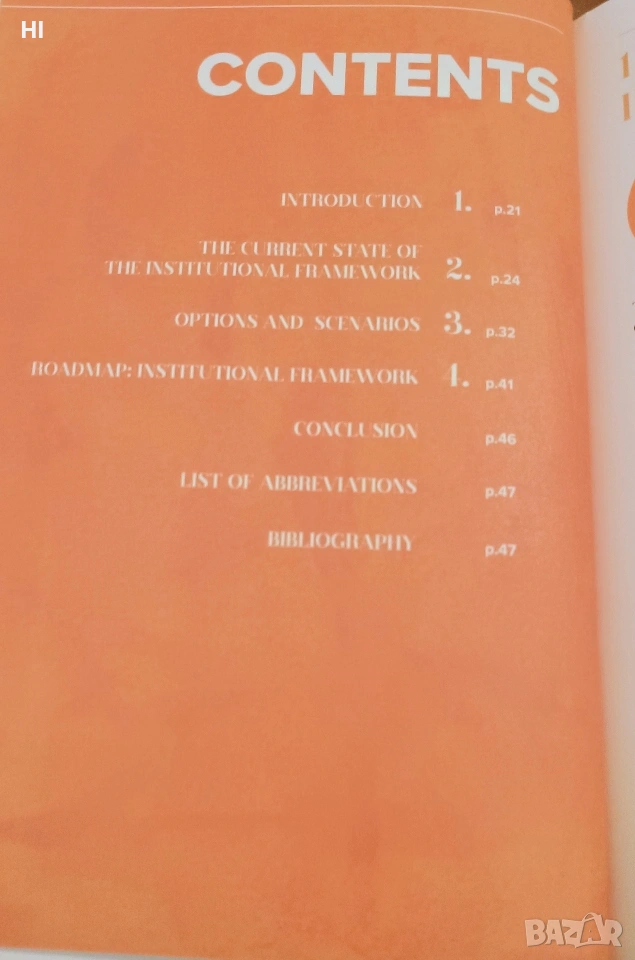 HI
CONTENTS
INTRODUCTION 1. p.21
THE CURRENT STATE OF
THE INSTITUTIONAL FRAMEWORK 2. p.24
OPTIONS AND SCENARIOS 3. p.32
ROADMAP: INSTITUTIONAL FRAMEWORK 4. p.41
CONCLUSION p.46
LIST OF ABBREVIATIONS p.47
BIBLIOGRAPHY p.47
BAZAR